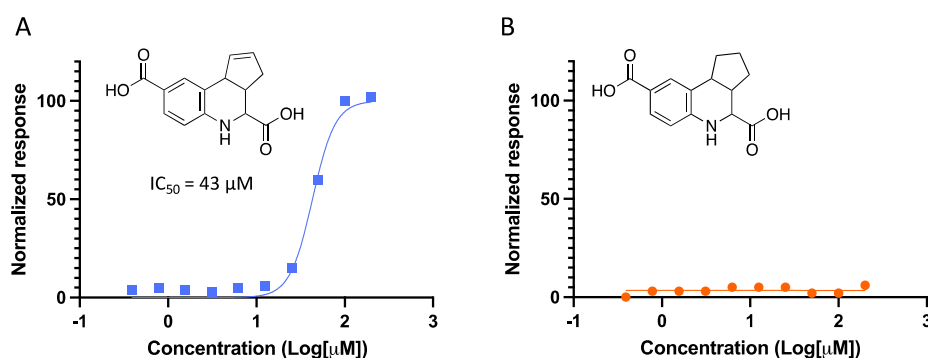 A
B
O
HO
N
H
OH
O
IC₅₀ = 43 μM
Normalized response
100
50
0
-1
0
1
2
3
Concentration (Log[μM])
O
HO
N
H
OH
O
Normalized response
100
50
0
-1
0
1
2
3
Concentration (Log[μM])